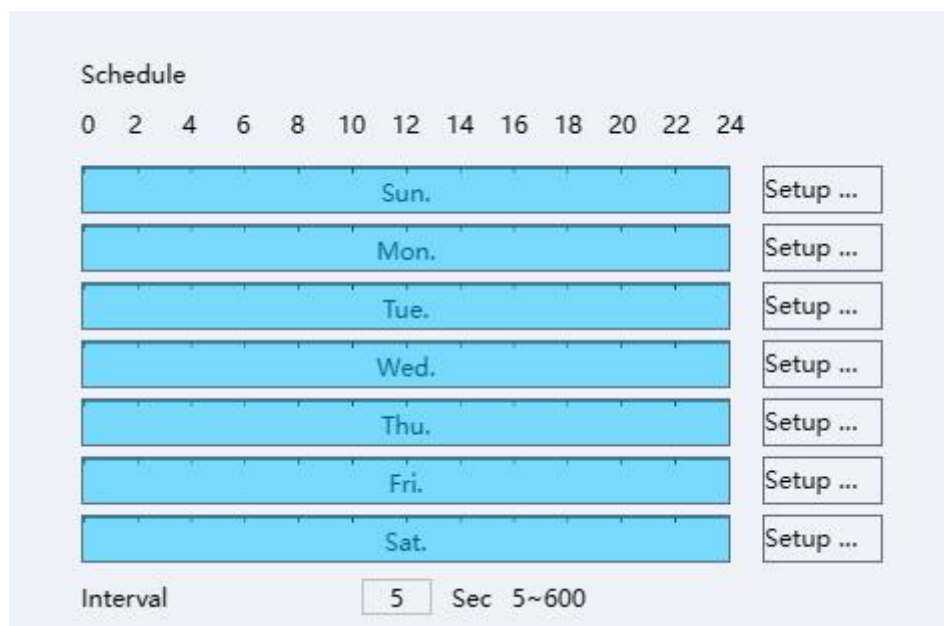 Schedule
0 2 4 6 8 10 12 14 16 18 20 22 24
Sun. Setup ...
Mon. Setup ...
Tue. Setup ...
Wed. Setup ...
Thu. Setup ...
Fri. Setup ...
Sat. Setup ...
Interval 5 Sec 5~600